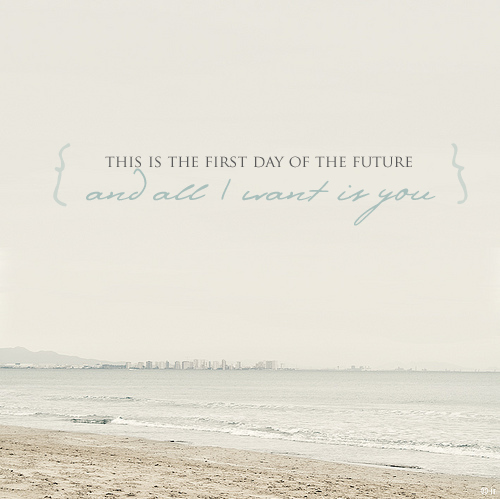 THIS IS THE FIRST DAY OF THE FUTURE
and all I want is you